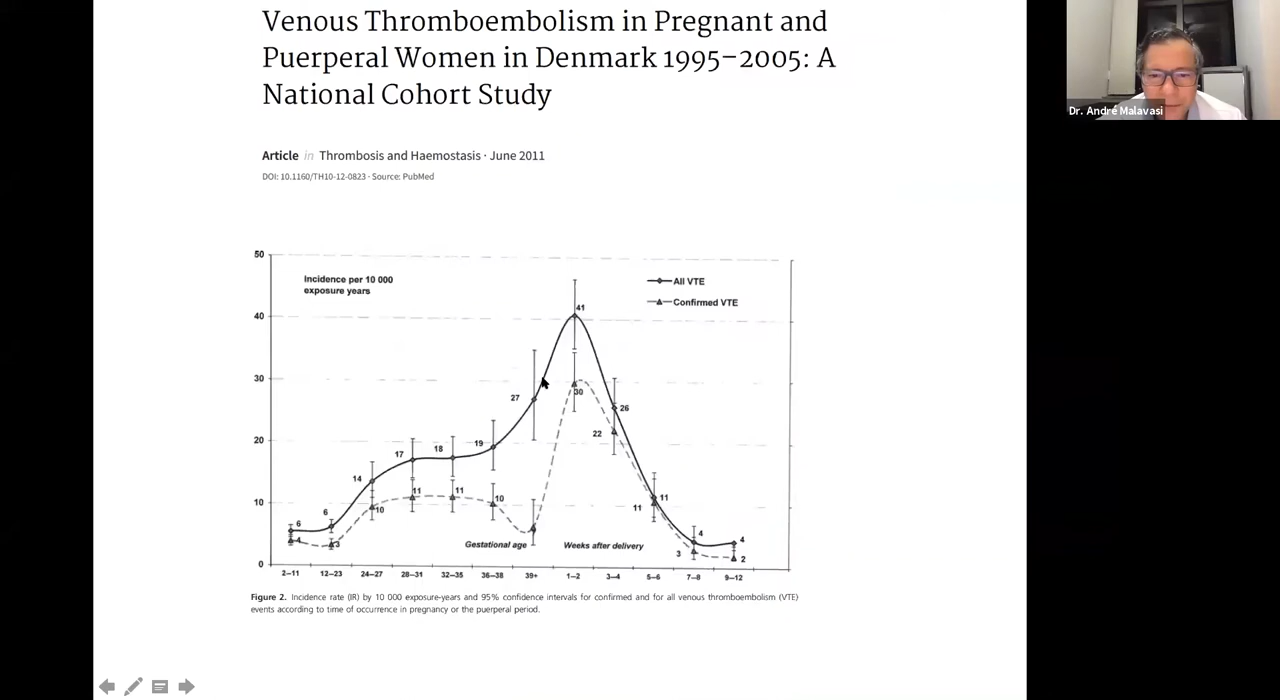 Venous Thromboembolism in Pregnant and
Puerperal Women in Denmark 1995–2005: A
National Cohort Study
Dr. André Malavasi
Article in Thrombosis and Haemostasis · June 2011
DOI: 10.1160/TH10-12-0823 · Source: PubMed
50
Incidence per 10 000
exposure years
All VTE
Confirmed VTE
40
41
30
30
27
26
22
20
19
18
17
14
11
11
10
10
10
11
11
6
6
4
3
4
4
3
2
0
Gestational age
Weeks after delivery
2–11 12–23 24–27 28–31 32–35 36–38 39+ 1–2 3–4 5–6 7–8 9–12
Figure 2. Incidence rate (IR) by 10 000 exposure-years and 95% confidence intervals for confirmed and for all venous thromboembolism (VTE)
events according to time of occurrence in pregnancy or the puerperal period.